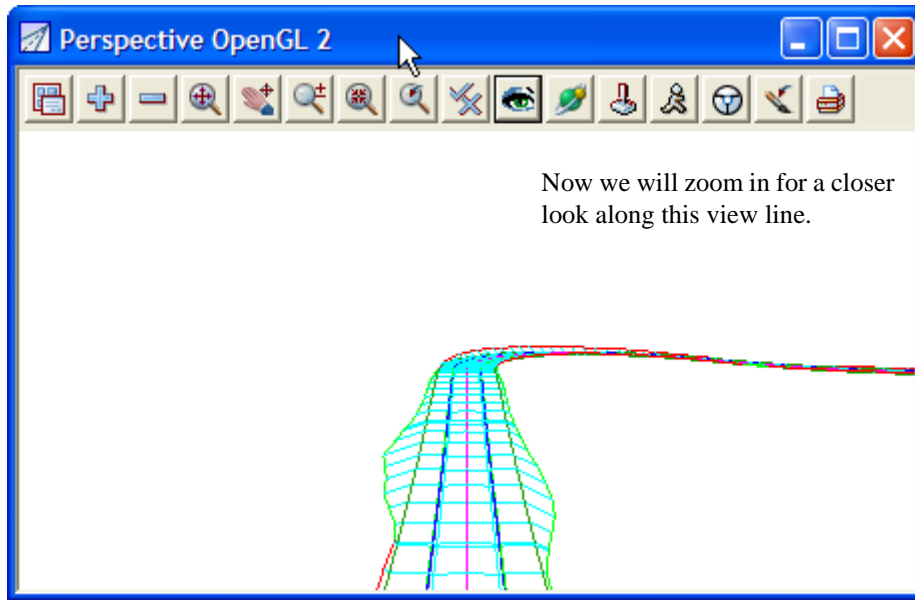 Perspective OpenGL 2
Now we will zoom in for a closer
look along this view line.